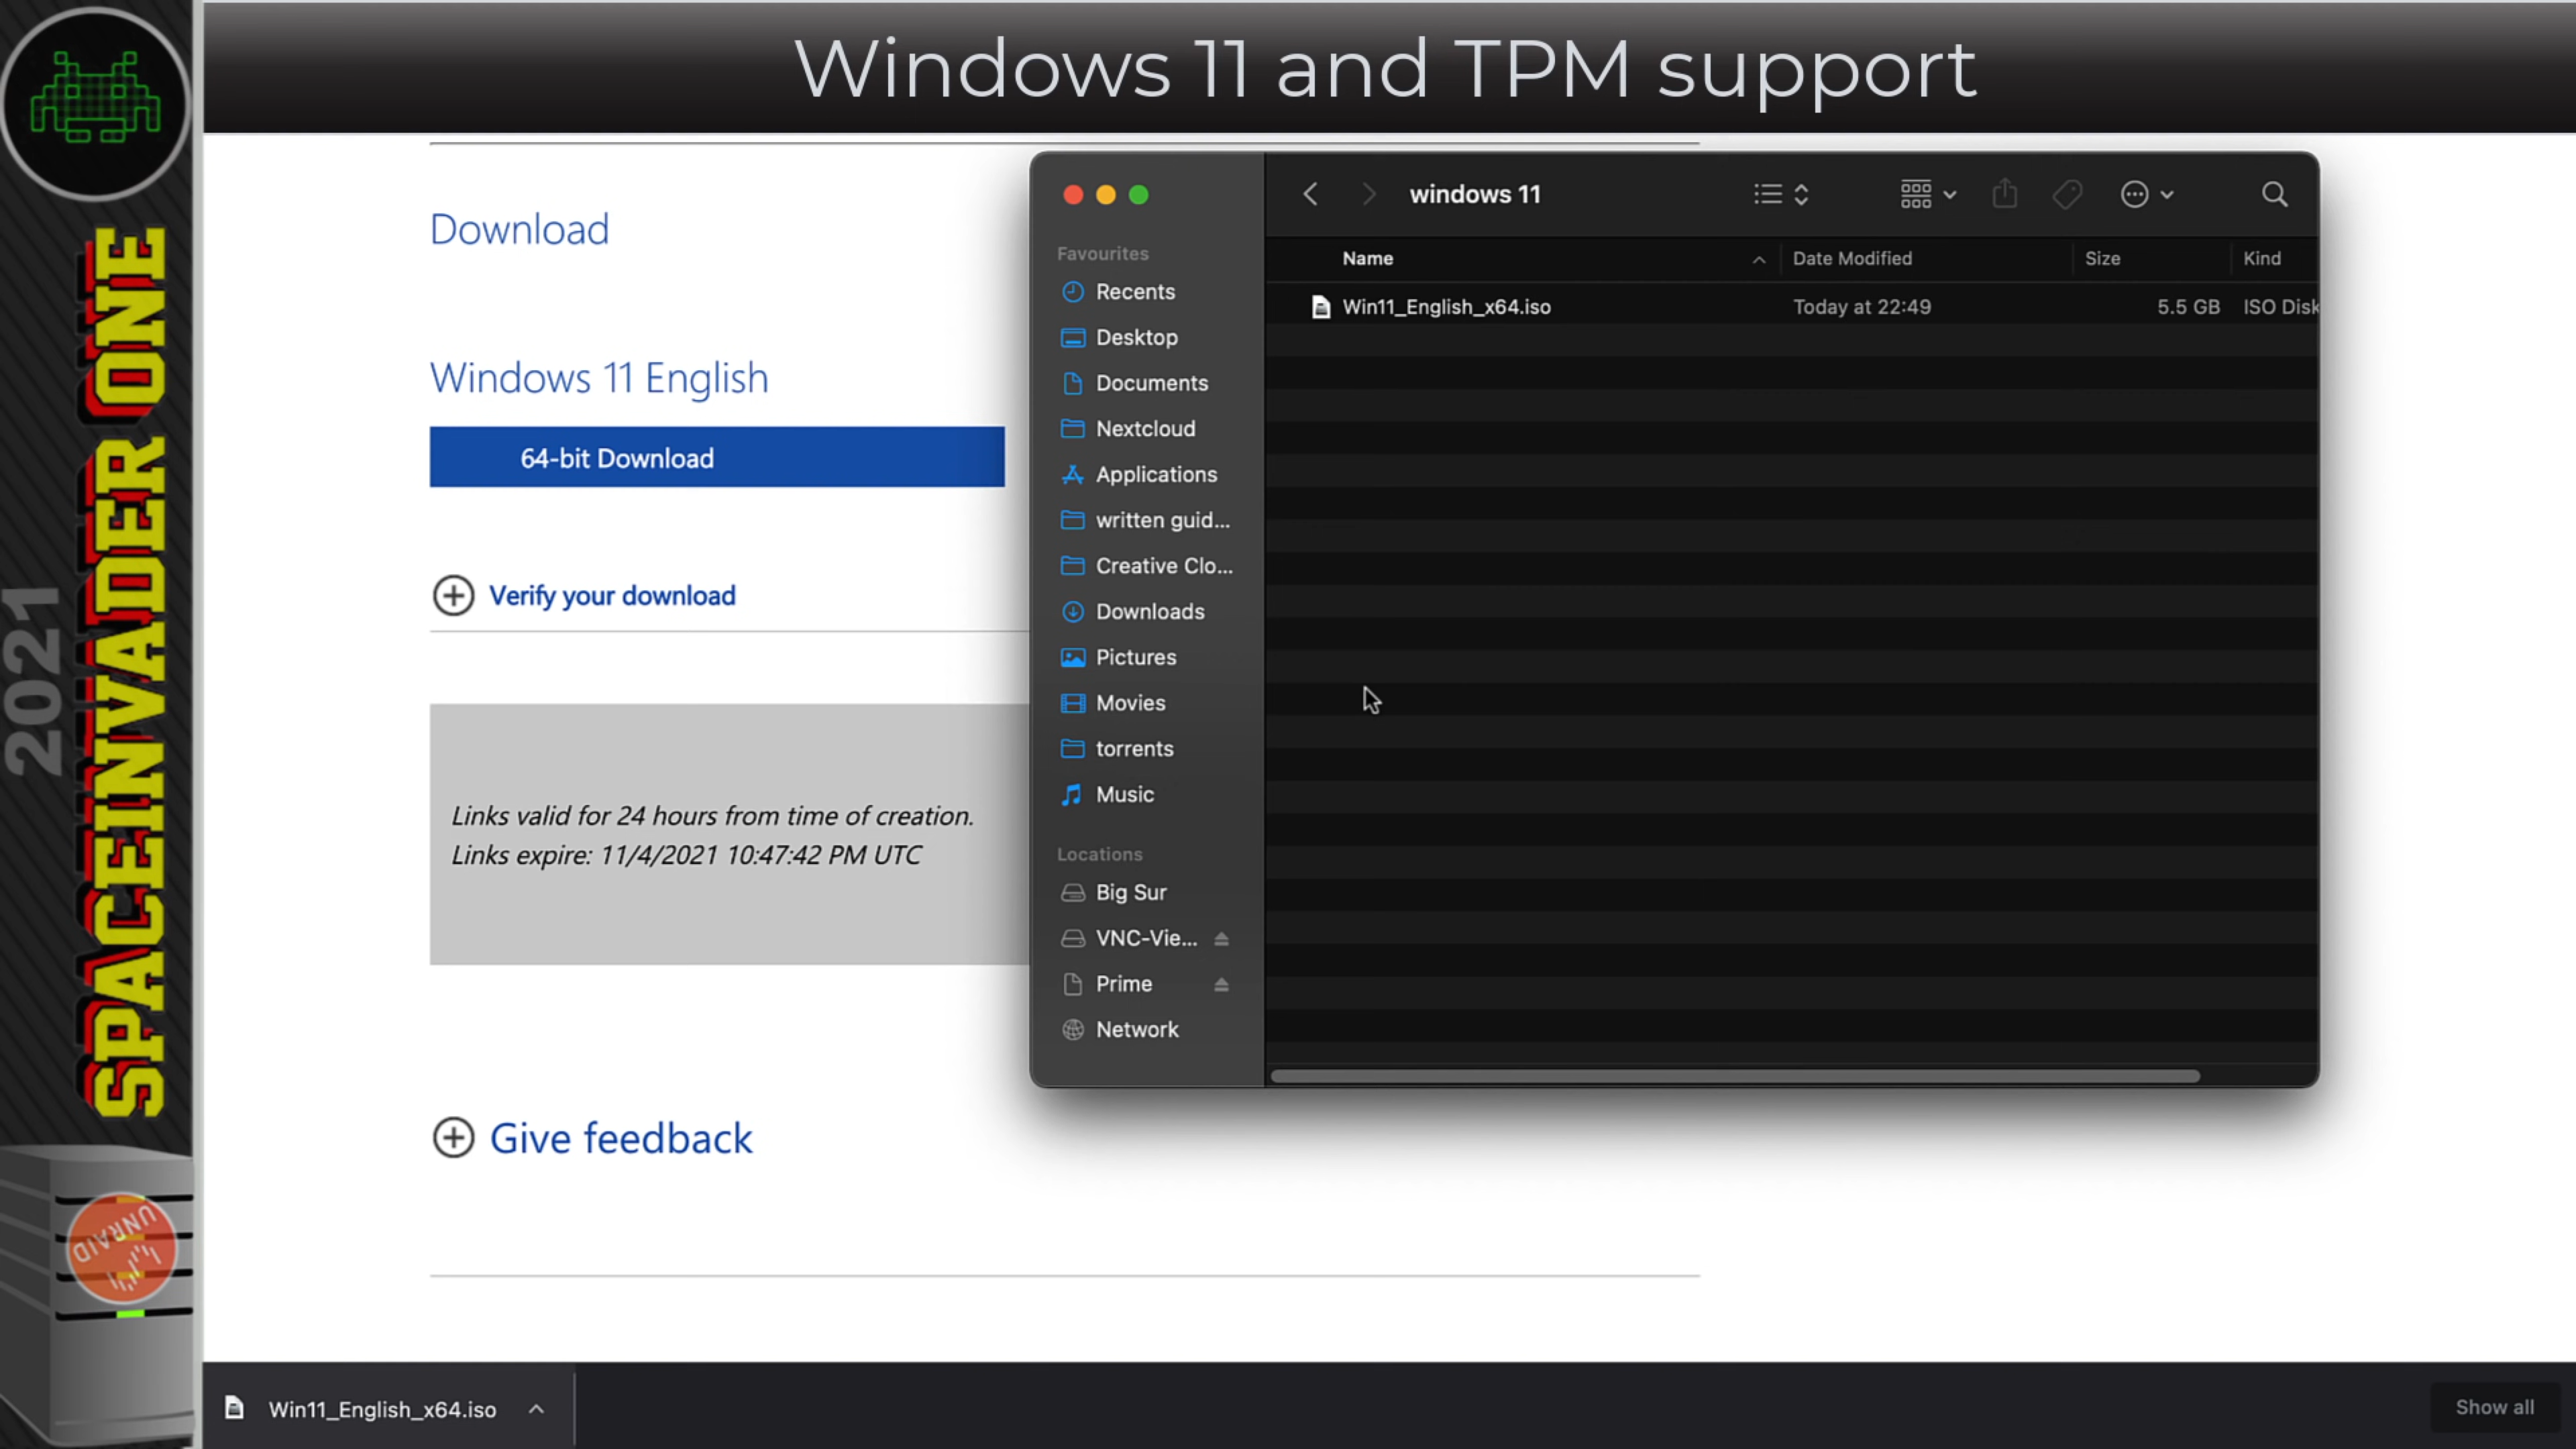 Windows 11 and TPM support
2021
SPACEINVADER ONE
UNRAID
Download
Windows 11 English
64-bit Download
Verify your download
Links valid for 24 hours from time of creation.
Links expire: 11/4/2021 10:47:42 PM UTC
Give feedback
windows 11
Favourites
Recents
Desktop
Documents
Nextcloud
Applications
written guid...
Creative Clo...
Downloads
Pictures
Movies
torrents
Music
Locations
Big Sur
VNC-Vie...
Prime
Network
Name Date Modified Size Kind
Win11_English_x64.iso Today at 22:49 5.5 GB ISO Disk
Win11_English_x64.iso
Show all